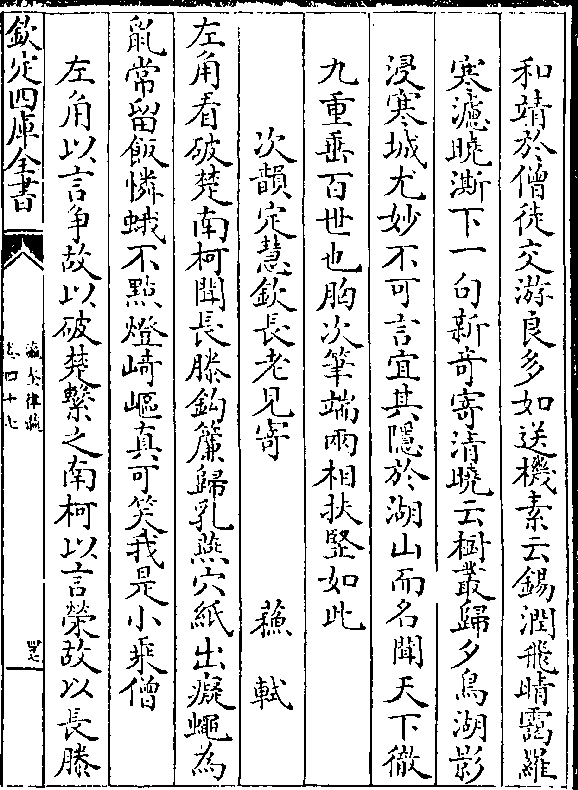 和靖於僧徒交游良多如送機素云錫潤飛晴靄羅
寒濾曉澌下一句新奇寄清曉云樹叢歸夕鳥湖影
浸寒城尤妙不可言宜其隱於湖山而名聞天下徹
九重垂百世也胸次筆端兩相扶竪如此
次韻定慧欽長老見寄 蘇軾
左角看破楚南柯聞長滕鈎簾歸乳燕穴紙出癡蠅為
鼠常留飯憐蛾不點燈崎嶇真可笑我是小乘僧
左角以言争故以破楚繫之南柯以言榮故以長滕
欽定四庫全書
瀛奎律髓
卷四十七